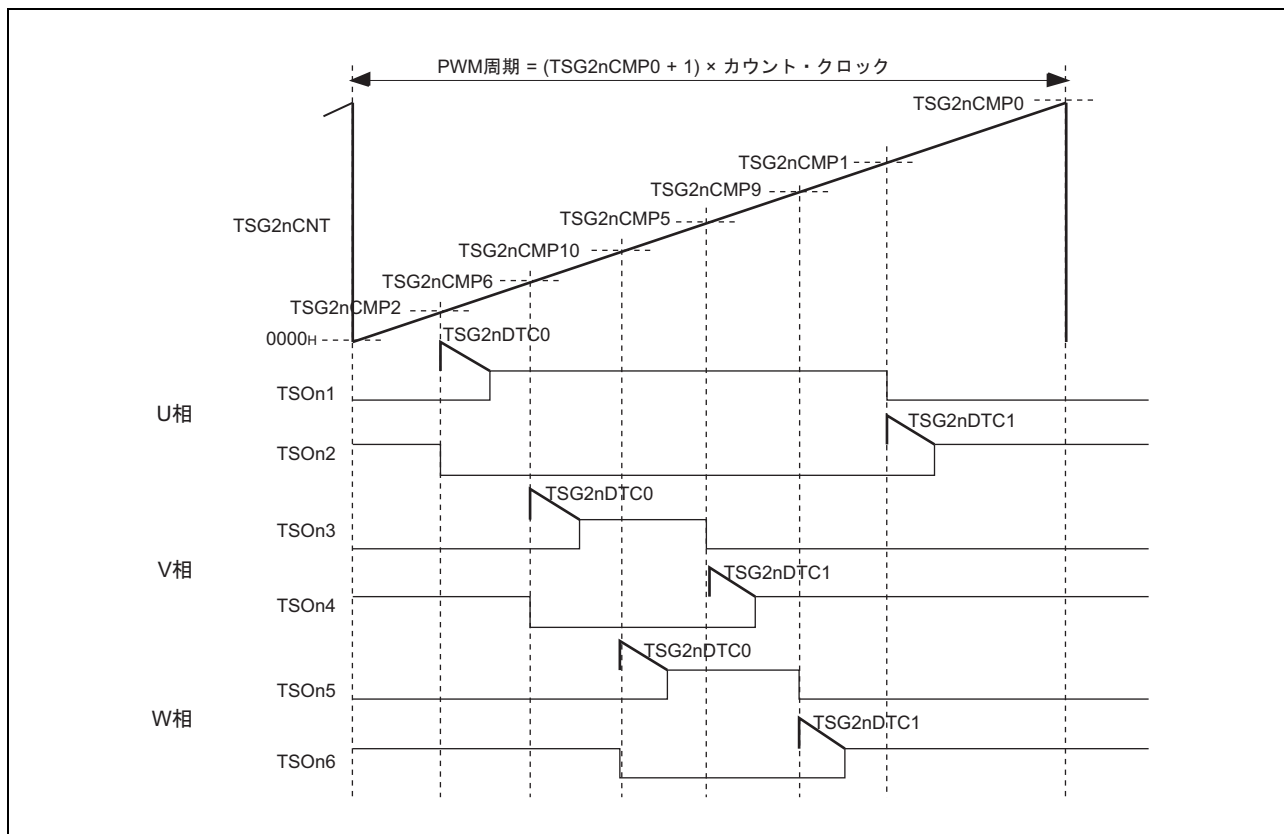 PWM周期 = (TSG2nCMP0 + 1) × カウント・クロック
TSG2nCMP0
TSG2nCMP1
TSG2nCMP9
TSG2nCMP5
TSG2nCNT
TSG2nCMP10
TSG2nCMP6
TSG2nCMP2
0000H
TSG2nDTC0
TSOn1
U相
TSG2nDTC1
TSOn2
TSG2nDTC0
TSOn3
V相
TSG2nDTC1
TSOn4
TSG2nDTC0
TSOn5
W相
TSG2nDTC1
TSOn6